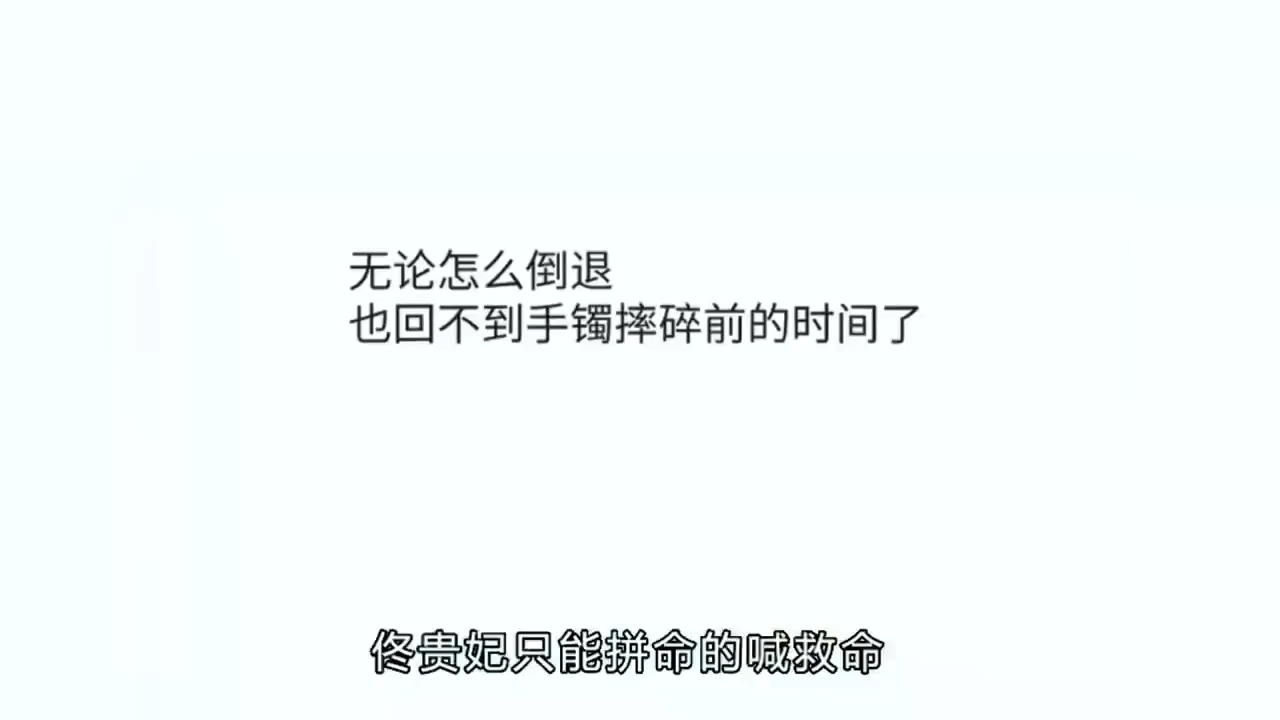 无论怎么倒退
也回不到手镯摔碎前的时间了
佟贵妃只能拼命的喊救命